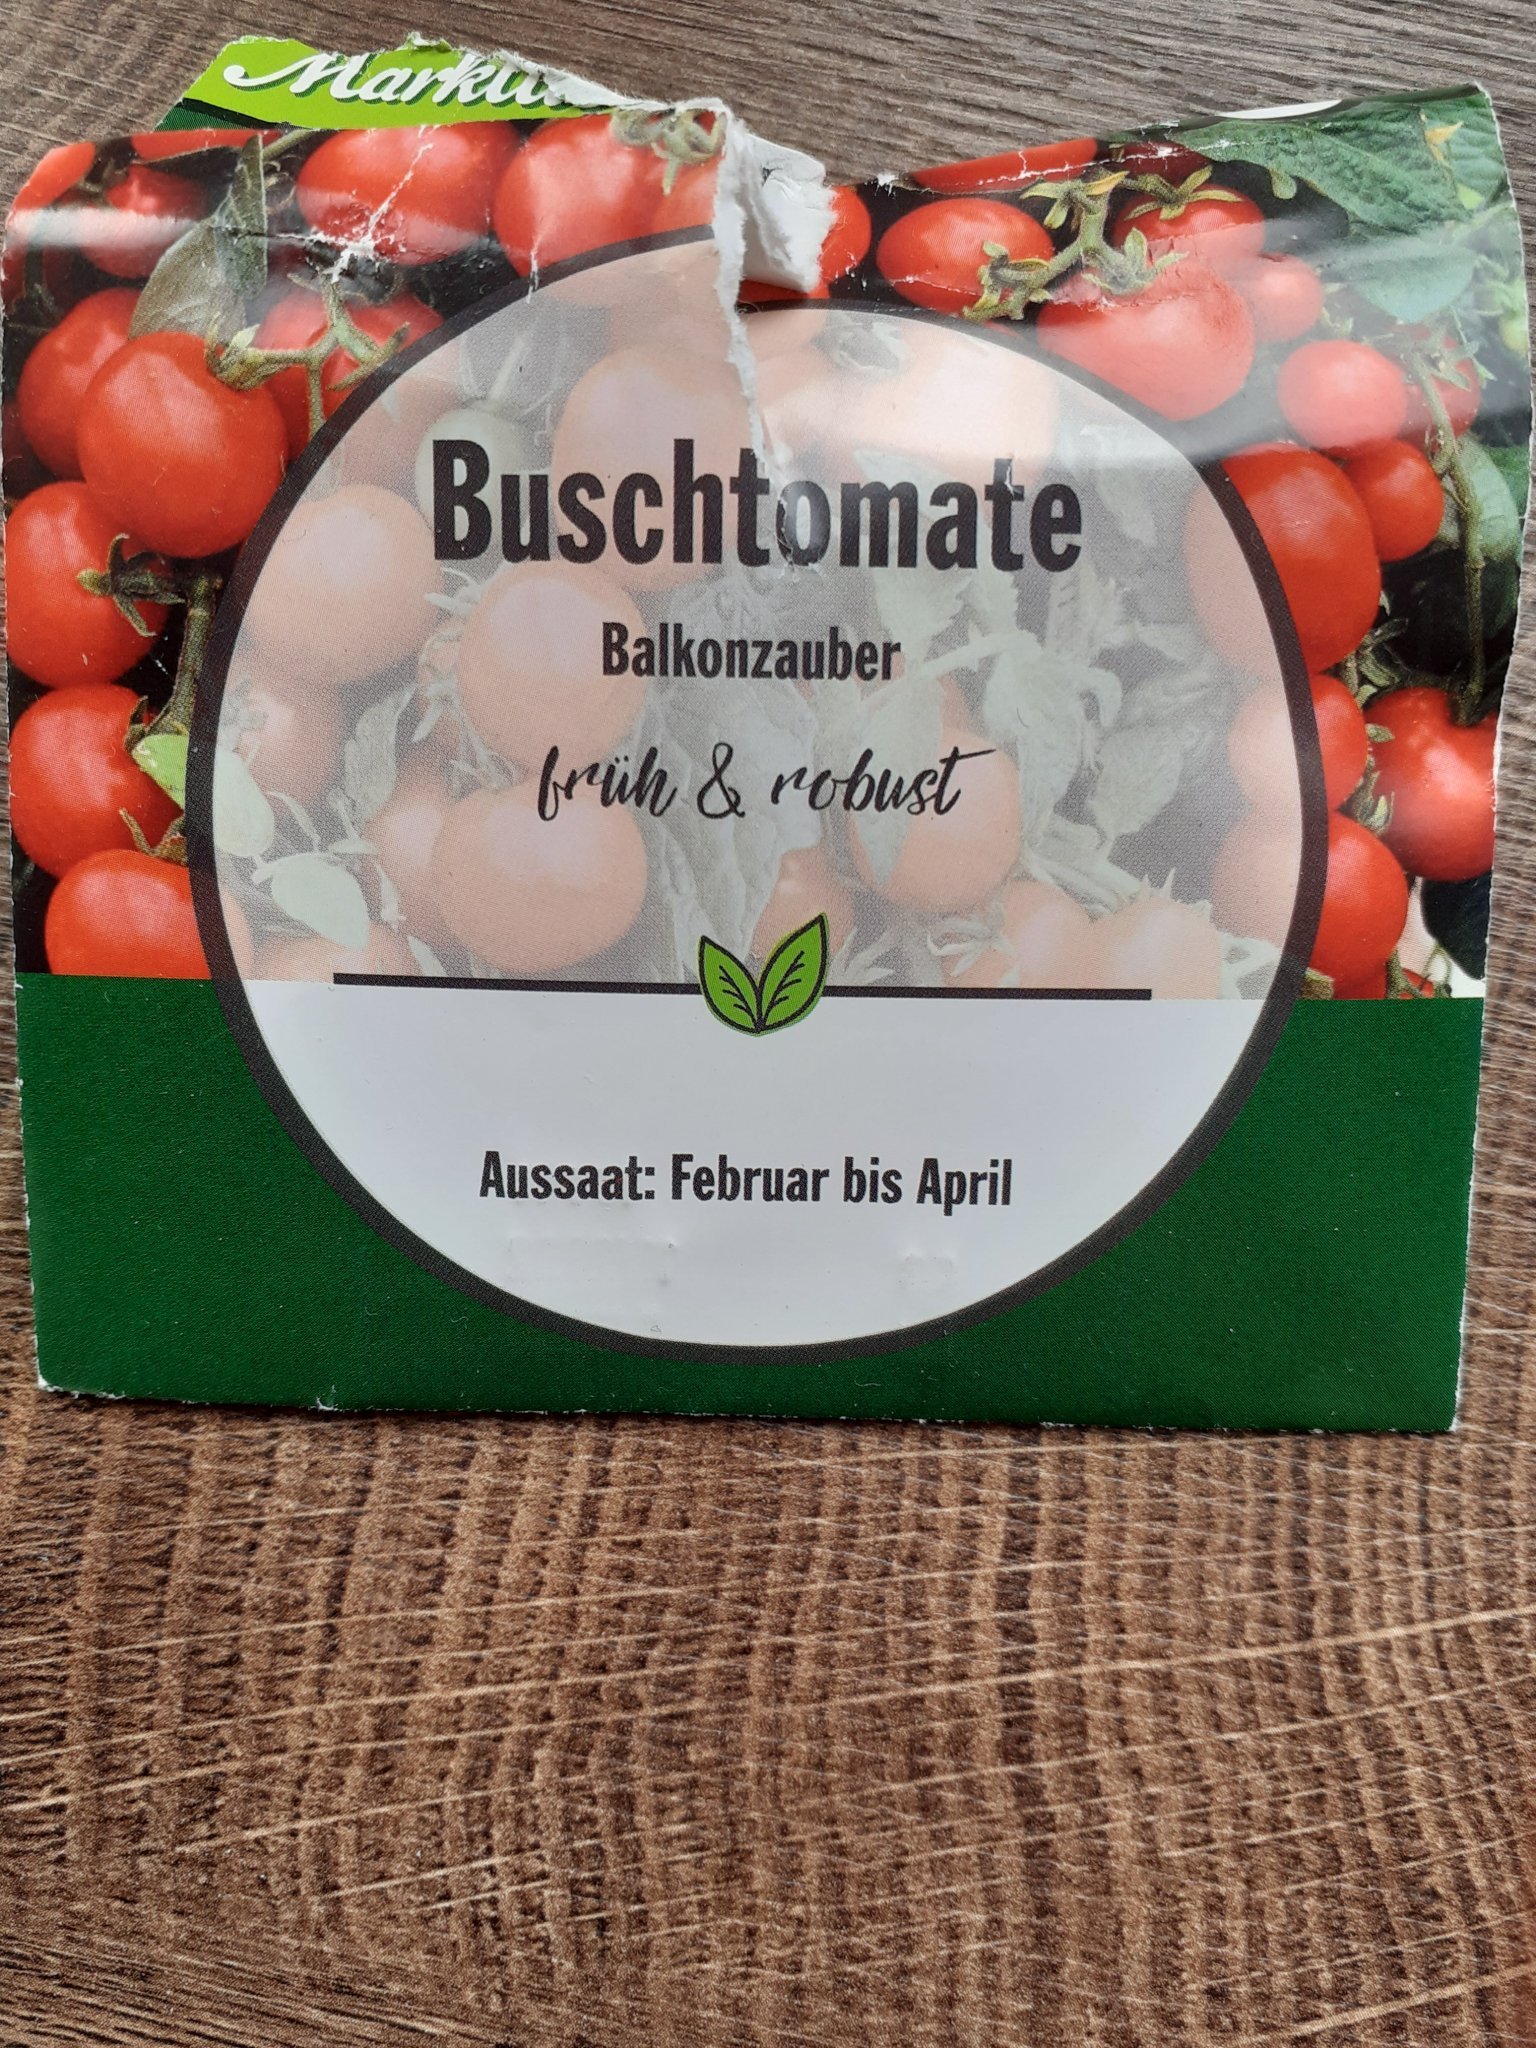 Buschtomate
Balkonzauber
früh & robust
Aussaat: Februar bis April